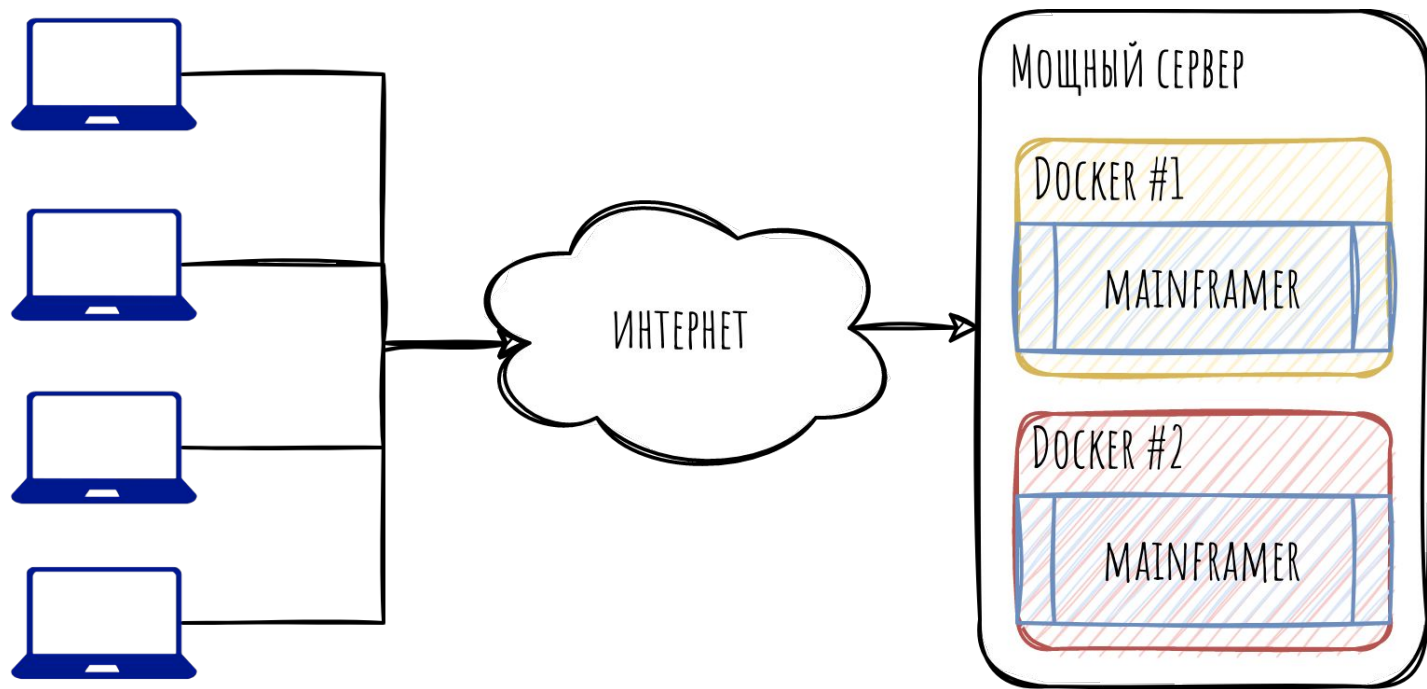 Мощный сервер
Docker #1
mainframer
интернет
Docker #2
mainframer